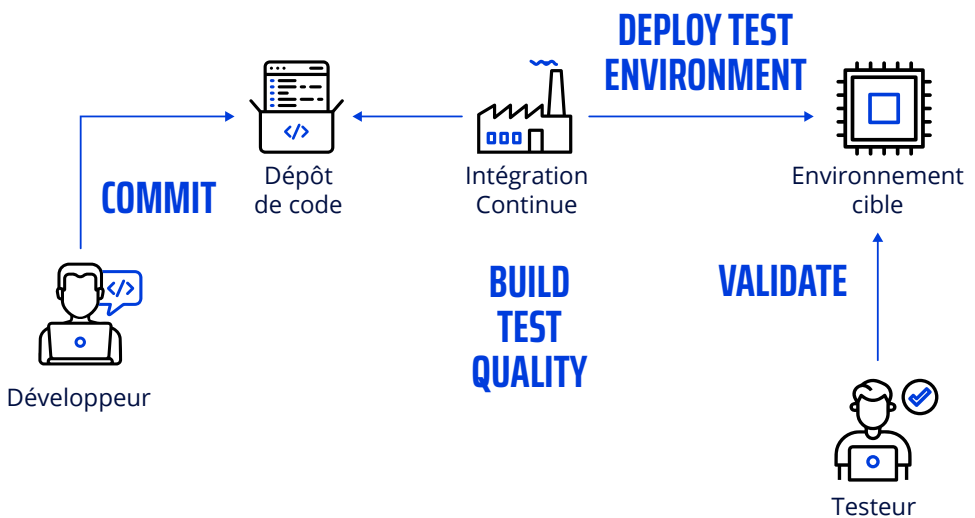 DEPLOY TEST
ENVIRONMENT
</>
Dépôt
de code
Intégration
Continue
Environnement
cible
COMMIT
</>
Développeur
BUILD
TEST
QUALITY
VALIDATE
Testeur